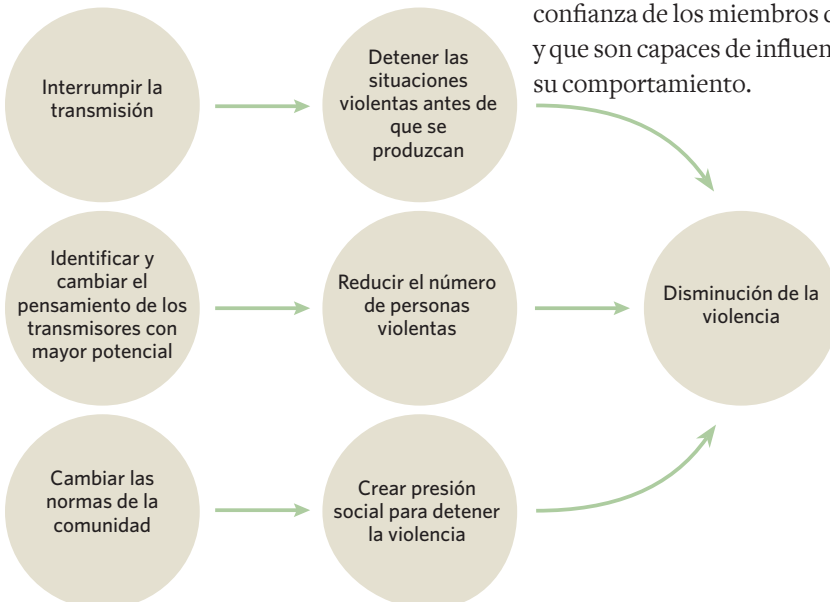 confianza de los miembros
y que son capaces de
su comportamiento.
Interrumpir la
transmisión
Detener las
situaciones
violentas antes de
que se
produzcan
Identificar y
cambiar el
pensamiento de los
transmisores con
mayor potencial
Reducir el número
de personas
violentas
Disminución de la
violencia
Cambiar las
normas de la
comunidad
Crear presión
social para detener
la violencia